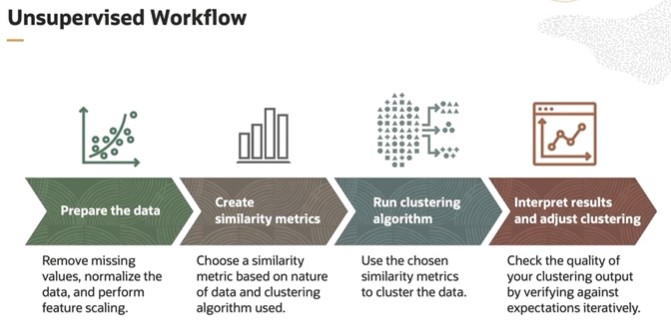 Unsupervised Workflow
Prepare the data
Create
similarity metrics
Run clustering
algorithm
Interpret results
and adjust clustering
Remove missing
values, normalize the
data, and perform
feature scaling.
Choose a similarity
metric based on nature
of data and clustering
algorithm used.
Use the chosen
similarity metrics
to cluster the data.
Check the quality of
your clustering output
by verifying against
expectations iteratively.